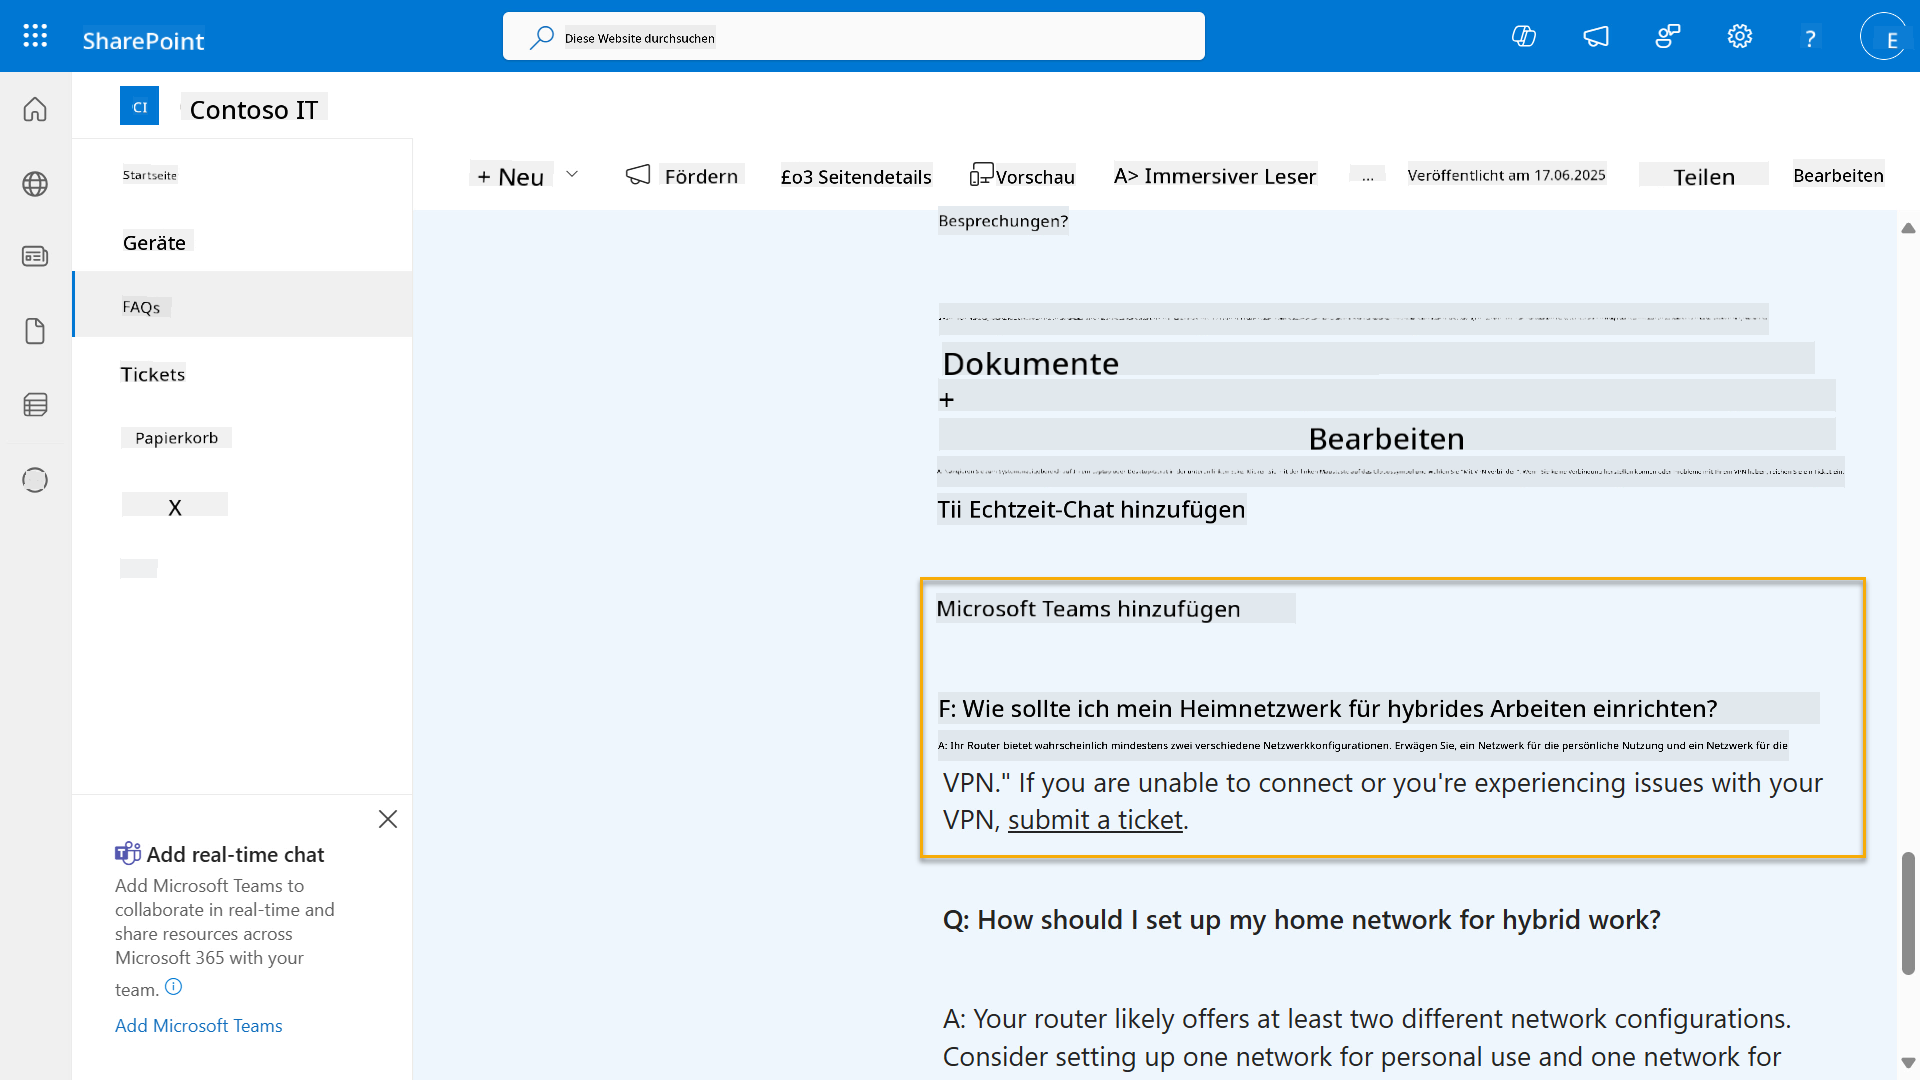 SharePoint
Diese Website durchsuchen
?
E
CI
Contoso IT
Startseite
Geräte
FAQs
Tickets
Papierkorb
X
+ Neu
Fördern
£o3 Seitendetails
Vorschau
A> Immersiver Leser
...
Veröffentlicht am 17.06.2025
Teilen
Bearbeiten
Besprechungen?
Dokumente
+
Bearbeiten
Tii Echtzeit-Chat hinzufügen
Microsoft Teams hinzufügen
F: Wie sollte ich mein Heimnetzwerk für hybrides Arbeiten einrichten?
A: Ihr Router bietet wahrscheinlich mindestens zwei verschiedene Netzwerkkonfigurationen. Erwägen Sie, ein Netzwerk für die persönliche Nutzung und ein Netzwerk für die
VPN." If you are unable to connect or you're experiencing issues with your
VPN, submit a ticket.
Q: How should I set up my home network for hybrid work?
A: Your router likely offers at least two different network configurations.
Consider setting up one network for personal use and one network for
Add real-time chat
Add Microsoft Teams to
collaborate in real-time and
share resources across
Microsoft 365 with your
team.
Add Microsoft Teams